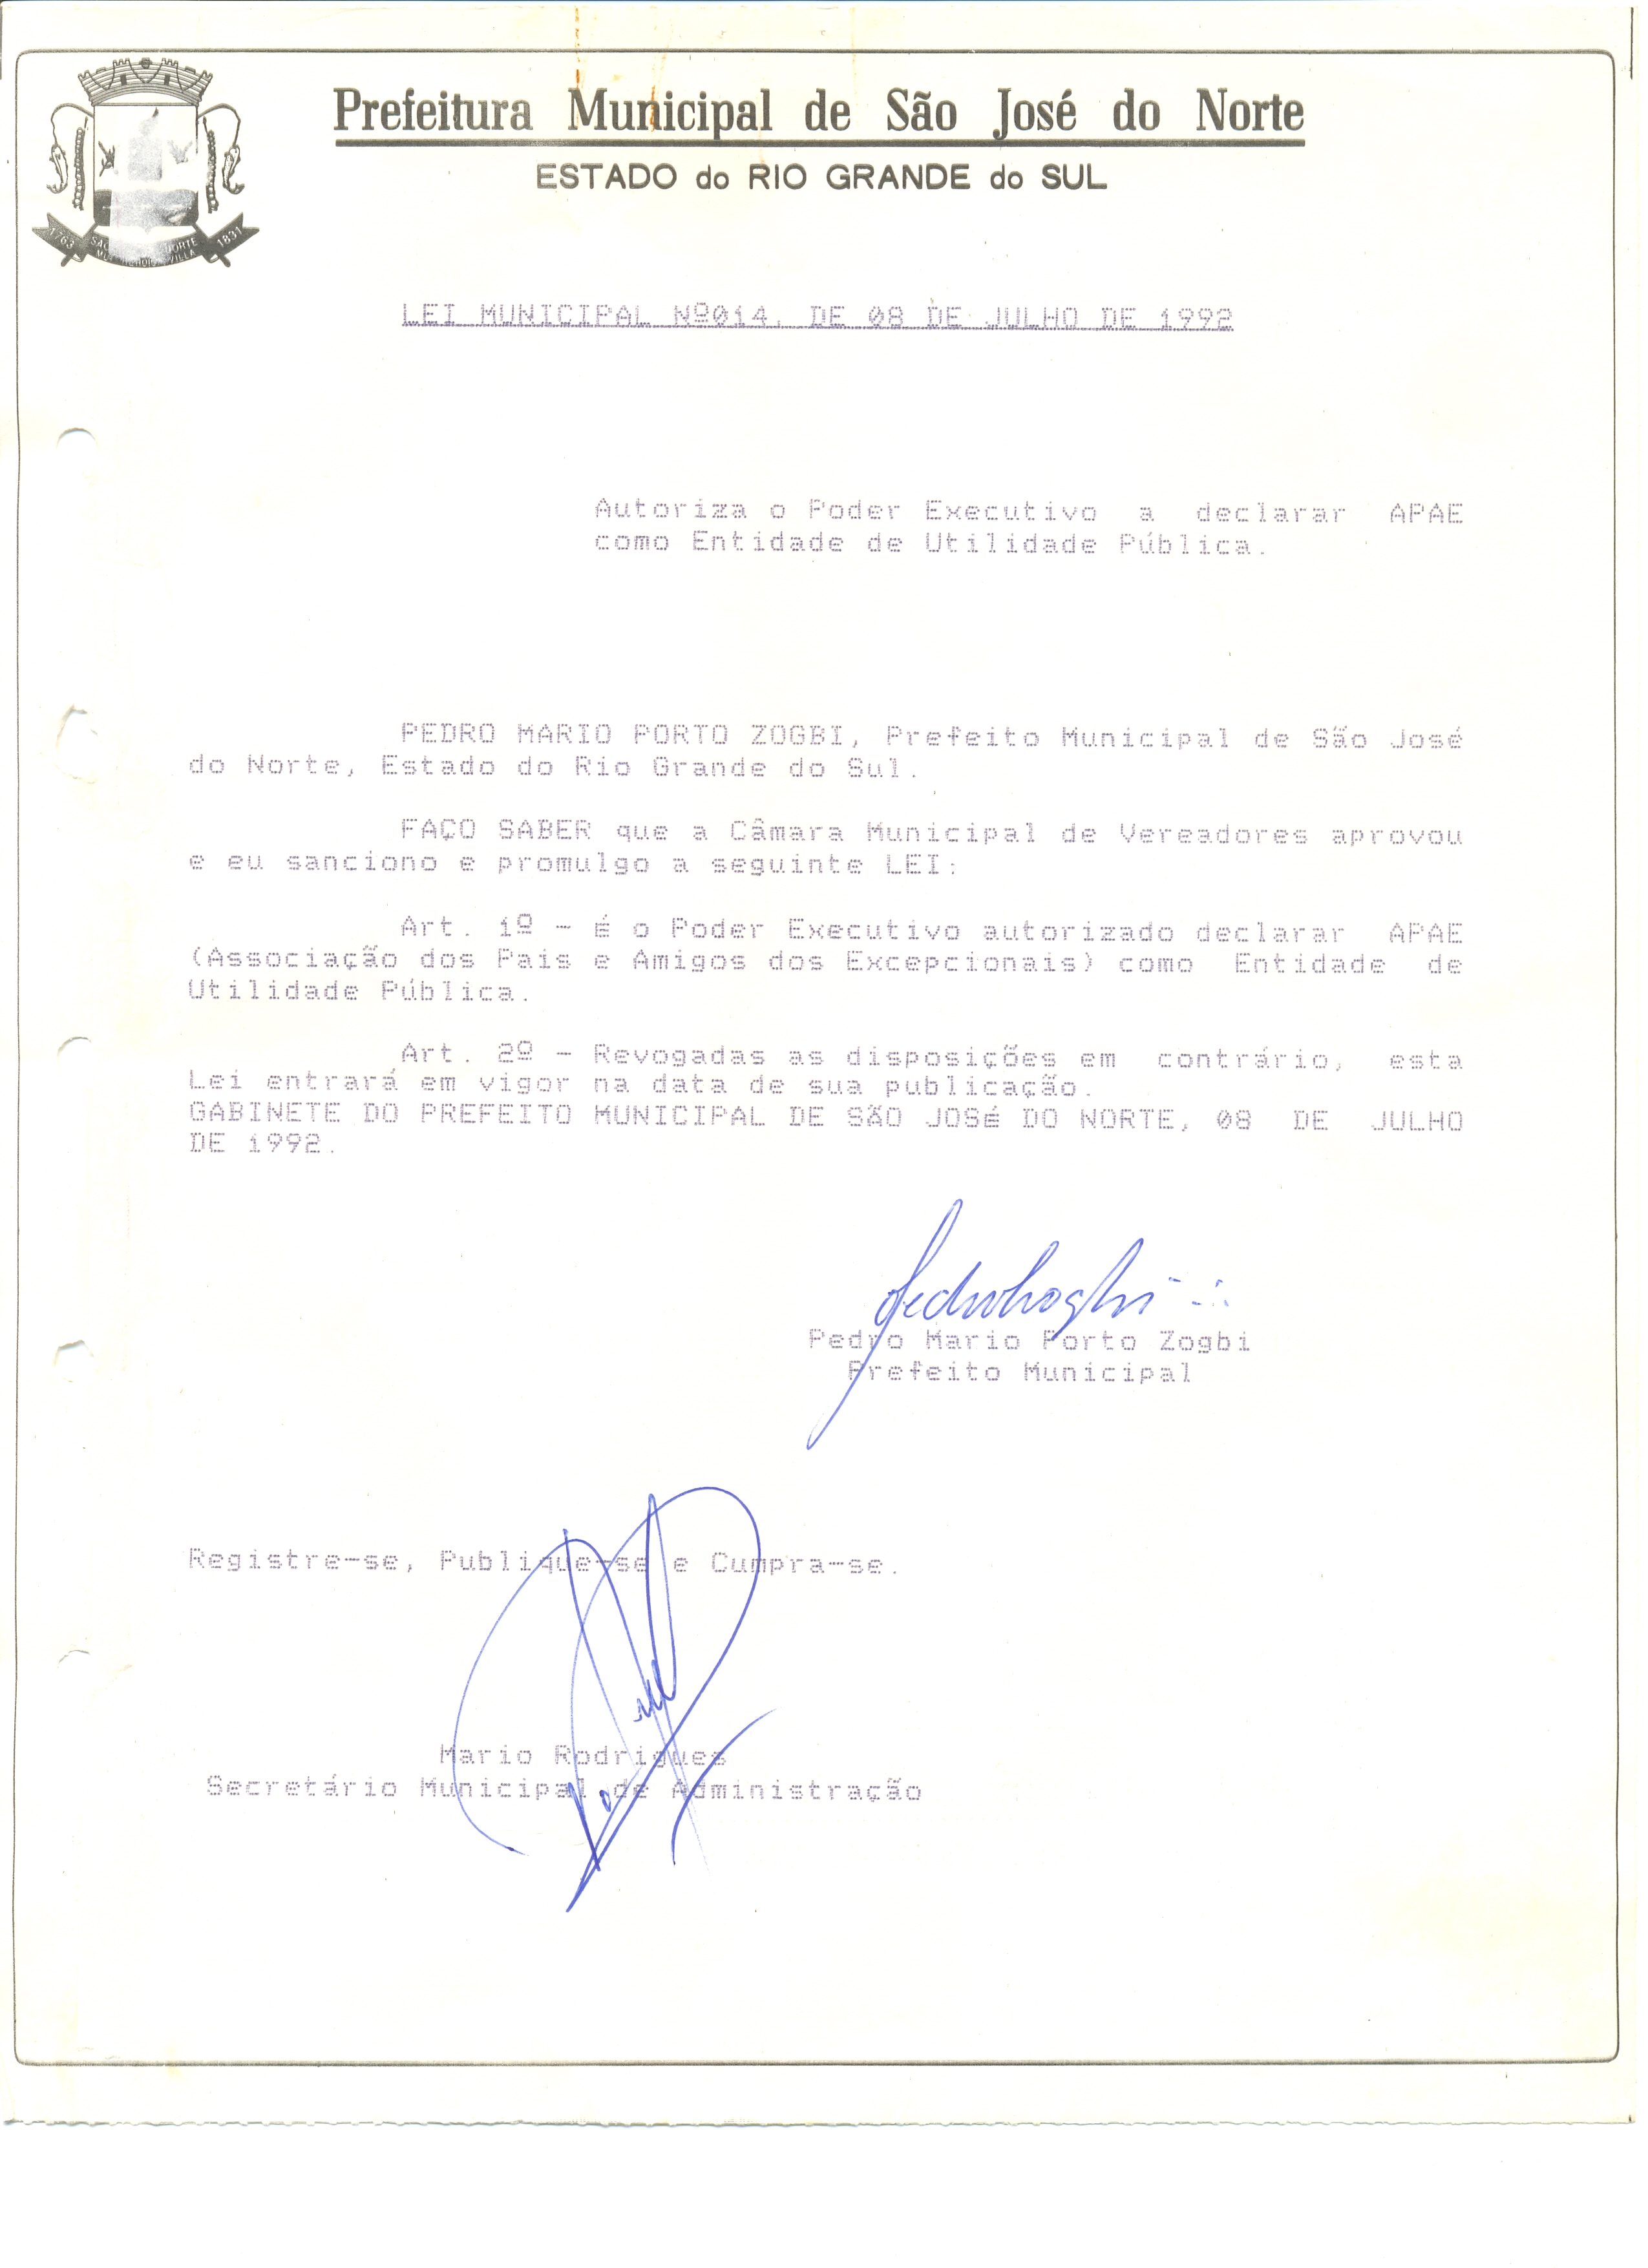 Prefeitura Municipal de São José do Norte
ESTADO do RIO GRANDE do SUL
1763
1831
LEI MUNICIPAL Nº014, DE 08 DE JULHO DE 1992
Autoriza o Poder Executivo a declarar APAE
como Entidade de Utilidade Pública.
PEDRO MARIO PORTO ZOGBI, Prefeito Municipal de São José
do Norte, Estado do Rio Grande do Sul.
FAÇO SABER que a Câmara Municipal de Vereadores aprovou
e eu sanciono e promulgo a seguinte LEI:
Art. 1º - É o Poder Executivo autorizado declarar APAE
(Associação dos Pais e Amigos dos Excepcionais) como Entidade de
Utilidade Pública.
Art. 2º - Revogadas as disposições em contrário, esta
Lei entrará em vigor na data de sua publicação.
GABINETE DO PREFEITO MUNICIPAL DE SÃO JOSé DO NORTE, 08 DE JULHO
DE 1992.
Pedro Mario Porto Zogbi
Prefeito Municipal
Registre-se, Publique-se e Cumpra-se.
Mario Rodrigues
Secretário Municipal de Administração